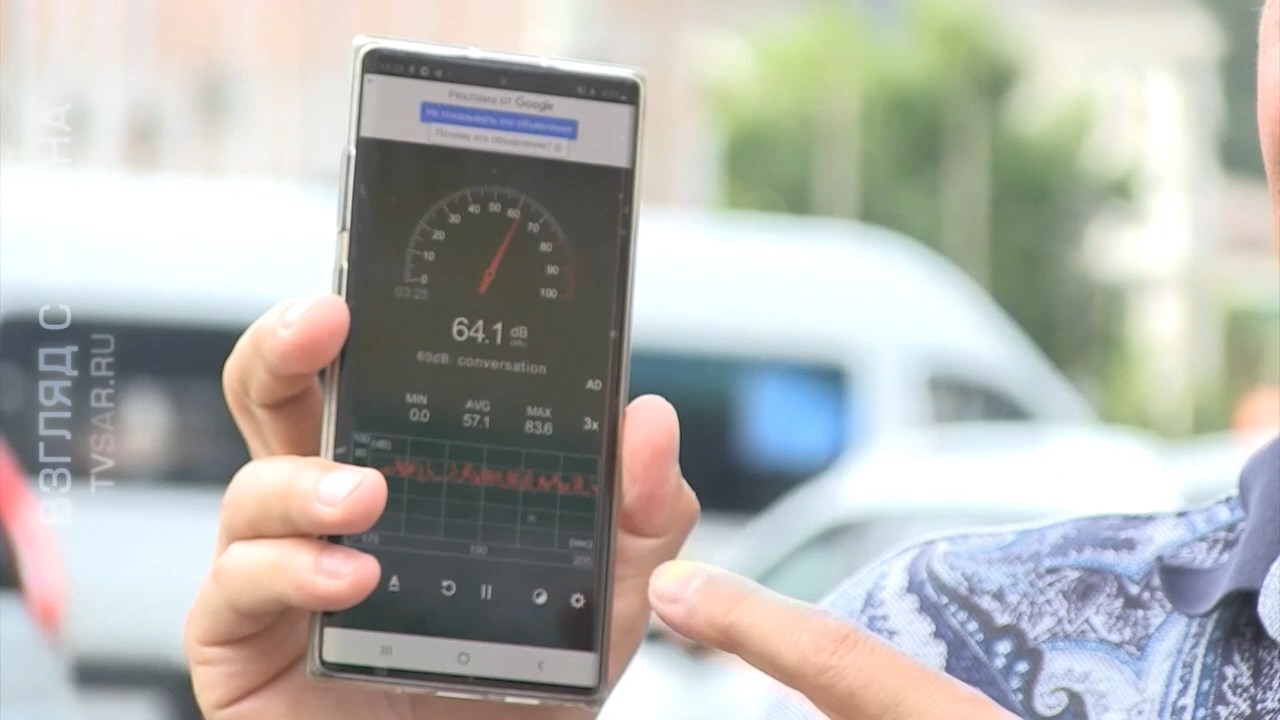 Реклама от Google
Не показывать это объявление
Почему это объявление?
0 10 20 30 40 50 60 70 80 90 100
03:25
64.1 dB
60dB. conversation
AD
MIN AVG MAX
0.0 57.1 83.6
3x
100 (dB)
80
175 190 (sec)
200
A
ВЗГЛЯД С
TVSAR.RU